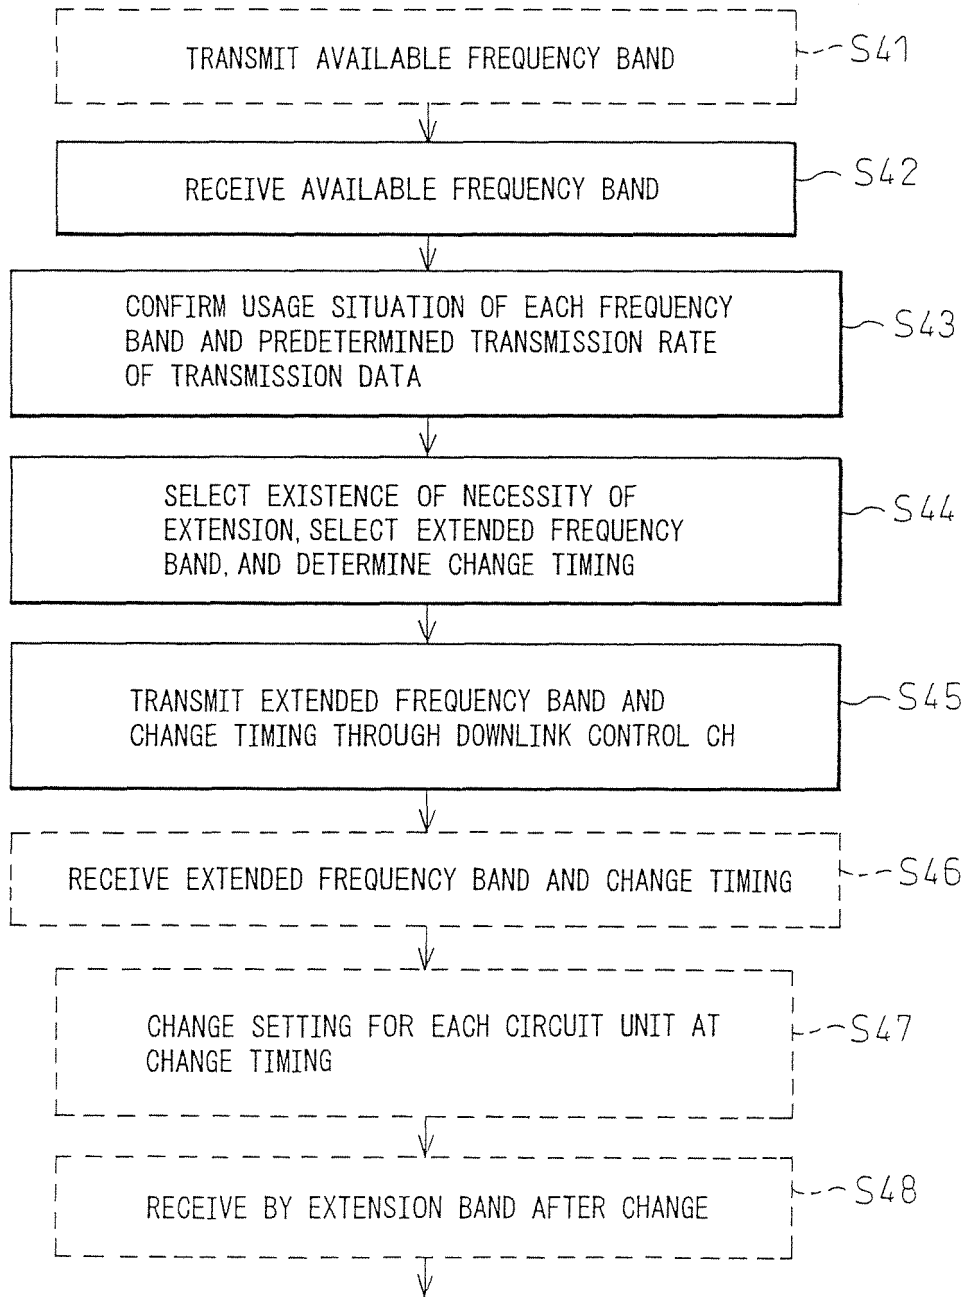 TRANSMIT AVAILABLE FREQUENCY BAND
S41
RECEIVE AVAILABLE FREQUENCY BAND
S42
CONFIRM USAGE SITUATION OF EACH FREQUENCY
BAND AND PREDETERMINED TRANSMISSION RATE
OF TRANSMISSION DATA
S43
SELECT EXISTENCE OF NECESSITY OF
EXTENSION, SELECT EXTENDED FREQUENCY
BAND, AND DETERMINE CHANGE TIMING
S44
TRANSMIT EXTENDED FREQUENCY BAND AND
CHANGE TIMING THROUGH DOWNLINK CONTROL CH
S45
RECEIVE EXTENDED FREQUENCY BAND AND CHANGE TIMING
S46
CHANGE SETTING FOR EACH CIRCUIT UNIT AT
CHANGE TIMING
S47
RECEIVE BY EXTENSION BAND AFTER CHANGE
S48